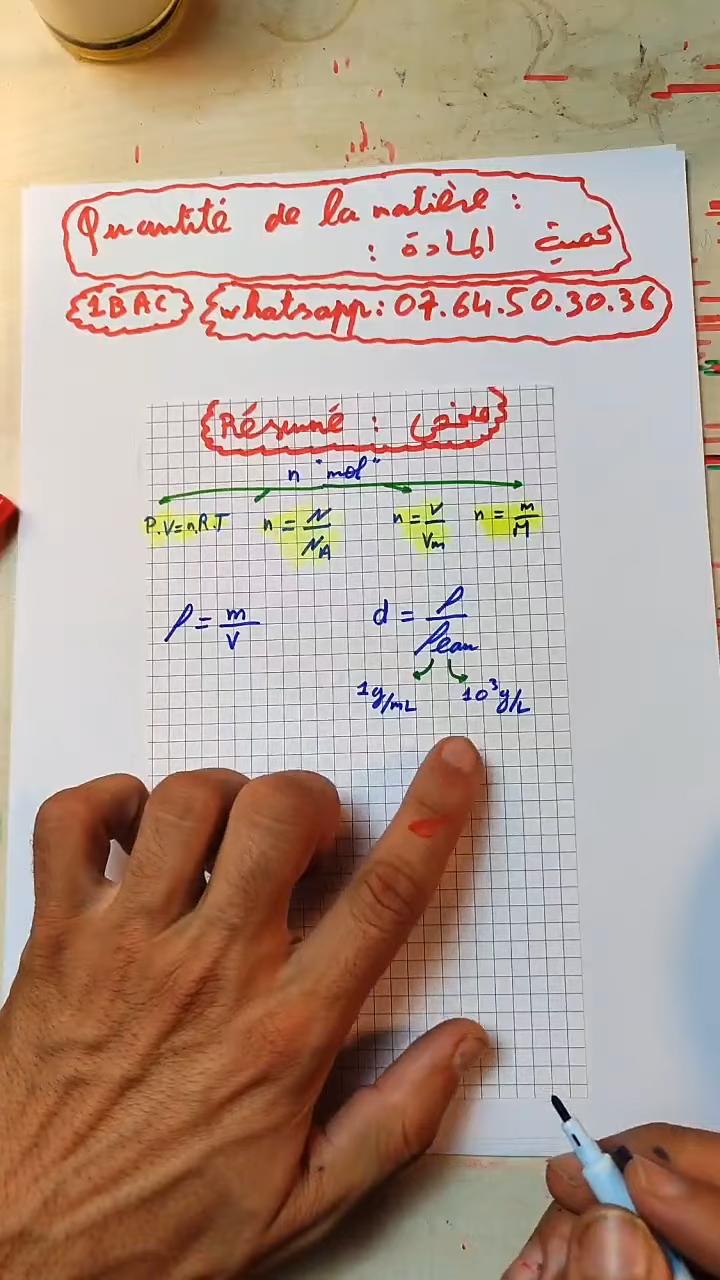 Quantité de la matière :
كمية المادة :
1BAC whatsapp: 07.64.50.30.36
Résumé : ملخص
n "mol"
P.V=n.R.T n = N/NA n = V/Vm n = m/M
ρ = m/V d = ρ/ρeau
1g/mL 10³g/L